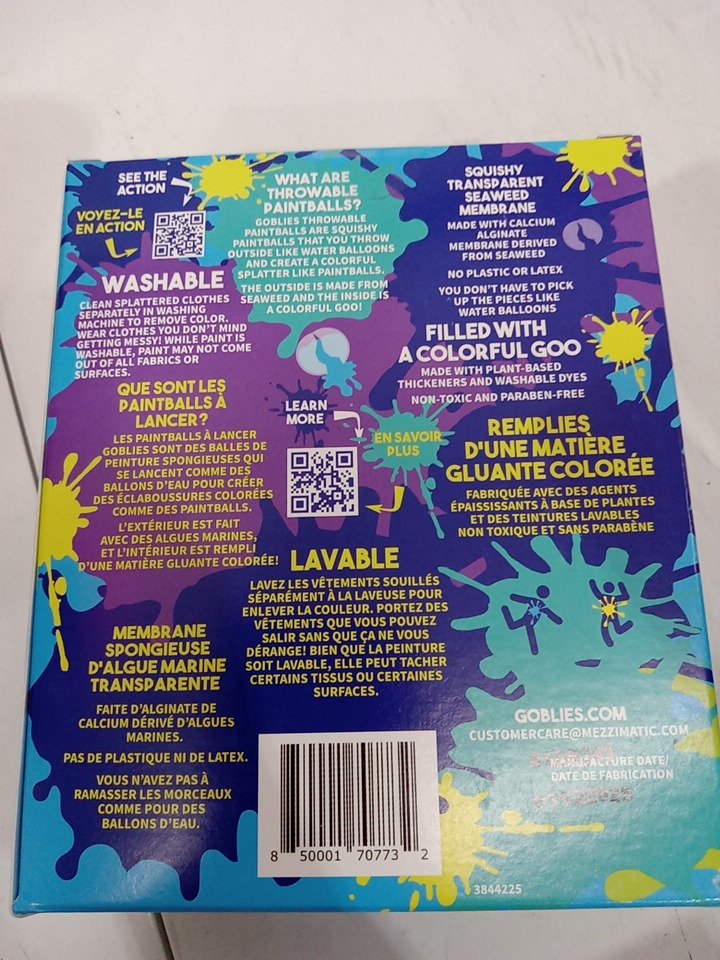 SEE THE
ACTION
VOYEZ-LE
EN ACTION
WHAT ARE
THROWABLE
PAINTBALLS?
GOBLIES THROWABLE
PAINTBALLS ARE SQUISHY
PAINTBALLS THAT YOU THROW
OUTSIDE LIKE WATER BALLOONS
AND CREATE A COLORFUL
SPLATTER LIKE PAINTBALLS.
THE OUTSIDE IS MADE FROM
SEAWEED AND THE INSIDE IS
A COLORFUL GOO!
SQUISHY
TRANSPARENT
SEAWEED
MEMBRANE
MADE WITH CALCIUM
ALGINATE
MEMBRANE DERIVED
FROM SEAWEED
NO PLASTIC OR LATEX
YOU DON'T HAVE TO PICK
UP THE PIECES LIKE
WATER BALLOONS
WASHABLE
CLEAN SPLATTERED CLOTHES
SEPARATELY IN WASHING
MACHINE TO REMOVE COLOR.
WEAR CLOTHES YOU DON'T MIND
GETTING MESSY! WHILE PAINT IS
WASHABLE, PAINT MAY NOT COME
OUT OF ALL FABRICS OR
SURFACES.
FILLED WITH
A COLORFUL GOO
MADE WITH PLANT-BASED
THICKENERS AND WASHABLE DYES
NON-TOXIC AND PARABEN-FREE
QUE SONT LES
PAINTBALLS À
LANCER?
LES PAINTBALLS À LANCER
GOBLIES SONT DES BALLES DE
PEINTURE SPONGIEUSES QUI
SE LANCENT COMME DES
BALLONS D'EAU POUR CRÉER
DES ÉCLABOUSSURES COLORÉES
COMME DES PAINTBALLS.
L'EXTÉRIEUR EST FAIT
AVEC DES ALGUES MARINES,
ET L'INTÉRIEUR EST REMPLI
D'UNE MATIÈRE GLUANTE COLORÉE!
LEARN
MORE
EN SAVOIR
PLUS
REMPLIES
D'UNE MATIÈRE
GLUANTE COLORÉE
FABRIQUÉE AVEC DES AGENTS
ÉPAISSISSANTS À BASE DE PLANTES
ET DES TEINTURES LAVABLES
NON TOXIQUE ET SANS PARABÈNE
LAVABLE
LAVEZ LES VÊTEMENTS SOUILLÉS
SÉPARÉMENT À LA LAVEUSE POUR
ENLEVER LA COULEUR. PORTEZ DES
VÊTEMENTS QUE VOUS POUVEZ
SALIR SANS QUE ÇA NE VOUS
DÉRANGE! BIEN QUE LA PEINTURE
SOIT LAVABLE, ELLE PEUT TACHER
CERTAINS TISSUS OU CERTAINES
SURFACES.
MEMBRANE
SPONGIEUSE
D'ALGUE MARINE
TRANSPARENTE
FAITE D'ALGINATE DE
CALCIUM DÉRIVÉ D'ALGUES
MARINES.
PAS DE PLASTIQUE NI DE LATEX.
VOUS N'AVEZ PAS À
RAMASSER LES MORCEAUX
COMME POUR DES
BALLONS D'EAU.
GOBLIES.COM
CUSTOMERCARE@MEZZIMATIC.COM
MANUFACTURE DATE/
DATE DE FABRICATION
8 50001 70773 2
3844225